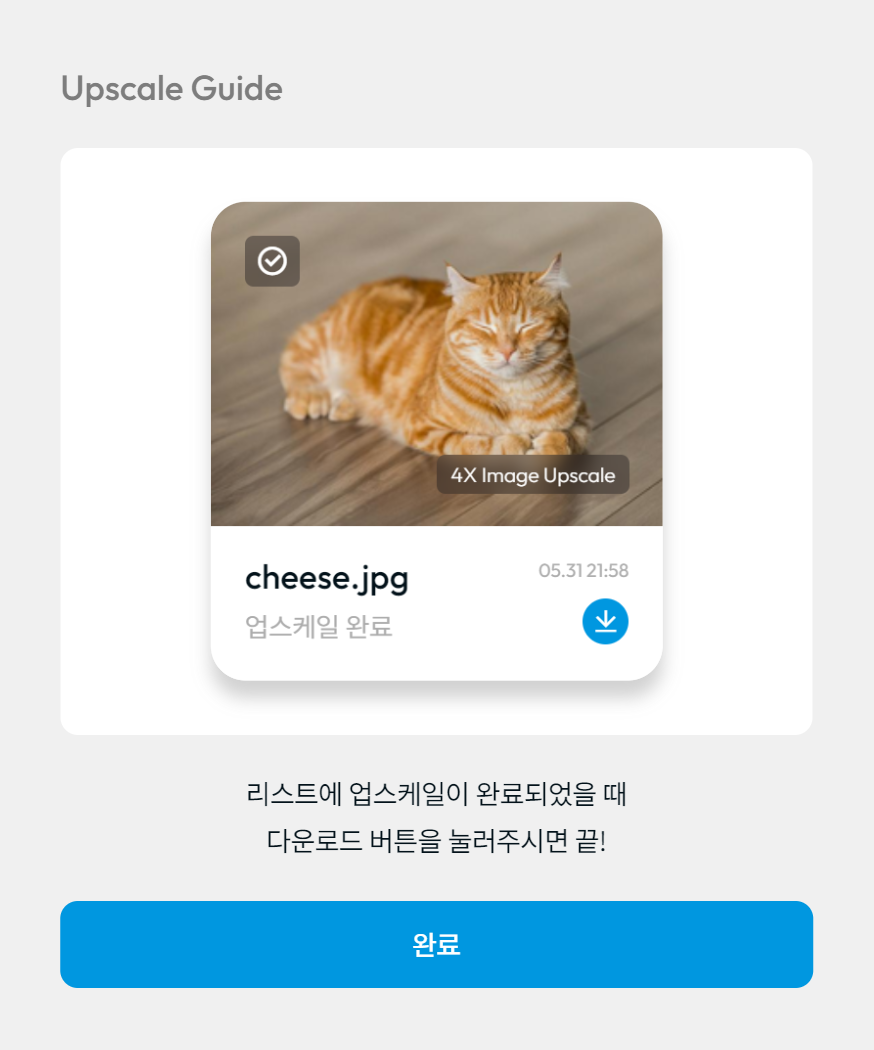 Upscale Guide
4X Image Upscale
cheese.jpg
05.31 21:58
업스케일 완료
리스트에 업스케일이 완료되었을 때
다운로드 버튼을 눌러주시면 끝!
완료